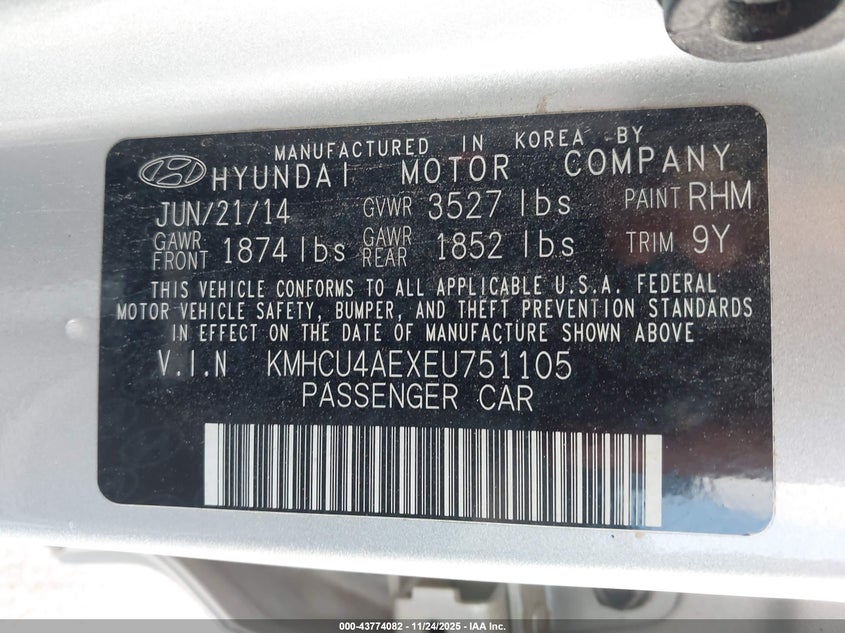 MANUFACTURED IN KOREA BY
HYUNDAI MOTOR COMPANY
JUN/21/14 GVWR 3527 lbs PAINT RHM
GAWR FRONT 1874 lbs GAWR REAR 1852 lbs TRIM 9Y
THIS VEHICLE CONFORMS TO ALL APPLICABLE U.S.A. FEDERAL
MOTOR VEHICLE SAFETY, BUMPER, AND THEFT PREVENTION STANDARDS
IN EFFECT ON THE DATE OF MANUFACTURE SHOWN ABOVE
V.I.N KMHCU4AEXEU751105
PASSENGER CAR
000-43774082 — 11/24/2025 — IAA Inc.